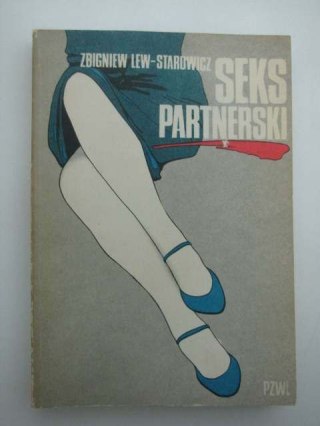 ZBIGNIEW LEW-STAROWICZ
SEKS
PARTNERSKI
PZWL